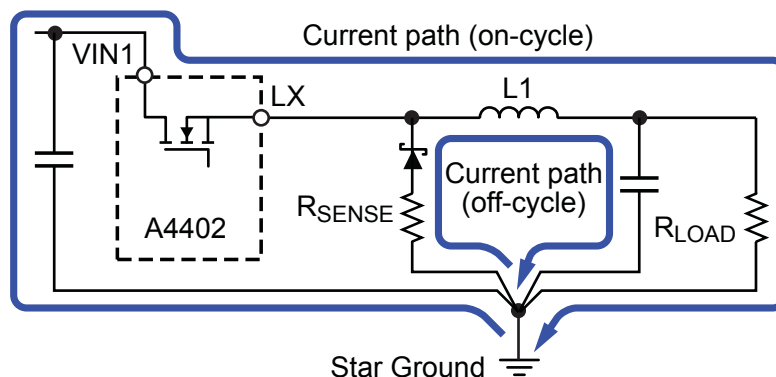 Current path (on-cycle)
VIN1
LX
L1
Current path
(off-cycle)
RSENSE
A4402
RLOAD
Star Ground